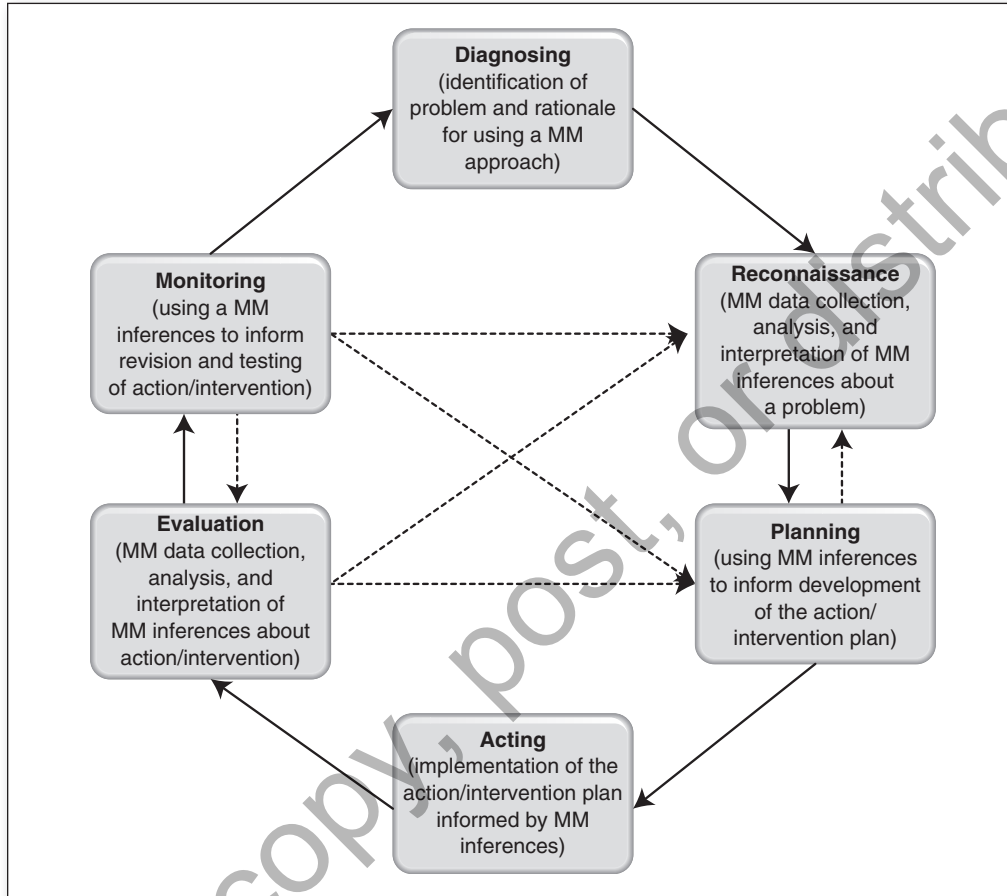 Diagnosing
(identification of
problem and rationale
for using a MM
approach)
Monitoring
(using a MM
inferences to inform
revision and testing
of action/intervention)
Reconnaissance
(MM data collection,
analysis, and
interpretation of MM
inferences about
a problem)
Evaluation
(MM data collection,
analysis, and
interpretation of
MM inferences about
action/intervention)
Planning
(using MM inferences
to inform development
of the action/
intervention plan)
Acting
(implementation of the
action/intervention plan
informed by MM
inferences)
copy, post, or distrib